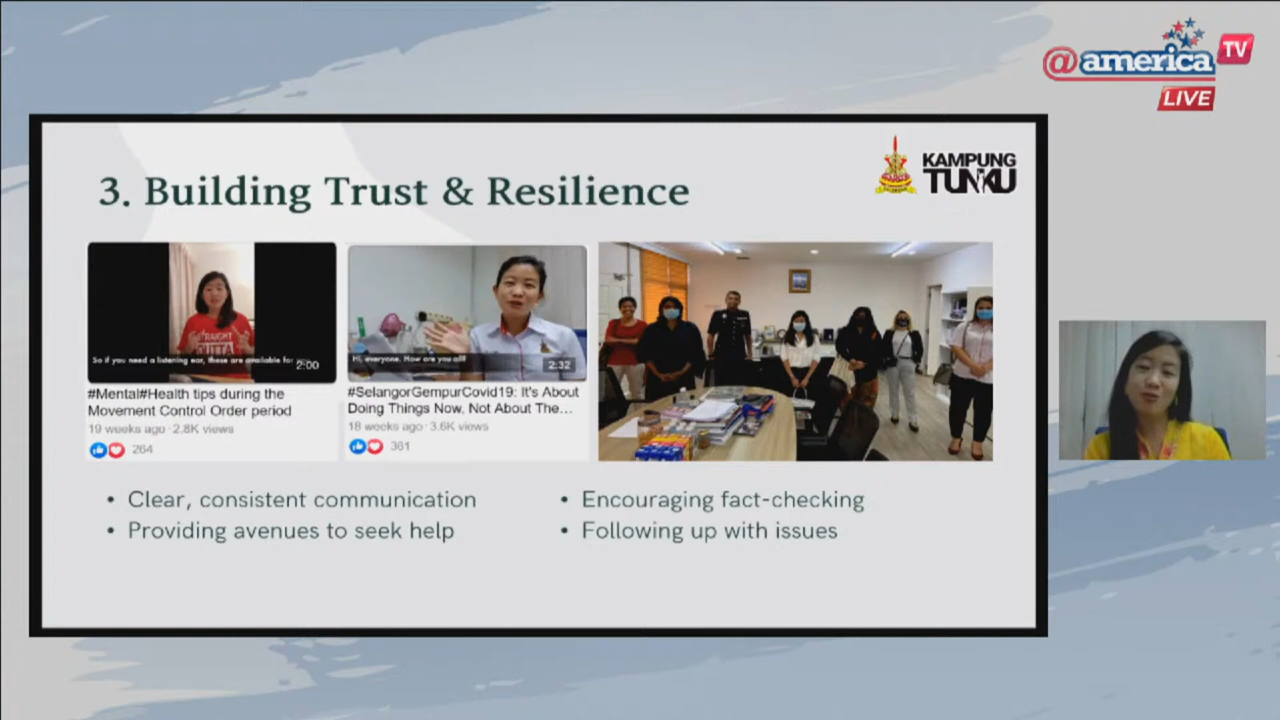 @america TV
LIVE
KAMPUNG
TUNKU
3. Building Trust & Resilience
STRAIGHT
OUTTA
So if you need a listening ear, these are available for
2:00
Hi, everyone. How are you all!
2:32
#Mental#Health tips during the
Movement Control Order period
19 weeks ago · 2.8K views
264
#SelangorGempurCovid19: It's About
Doing Things Now, Not About The...
18 weeks ago · 3.6K views
361
• Clear, consistent communication
• Providing avenues to seek help
• Encouraging fact-checking
• Following up with issues